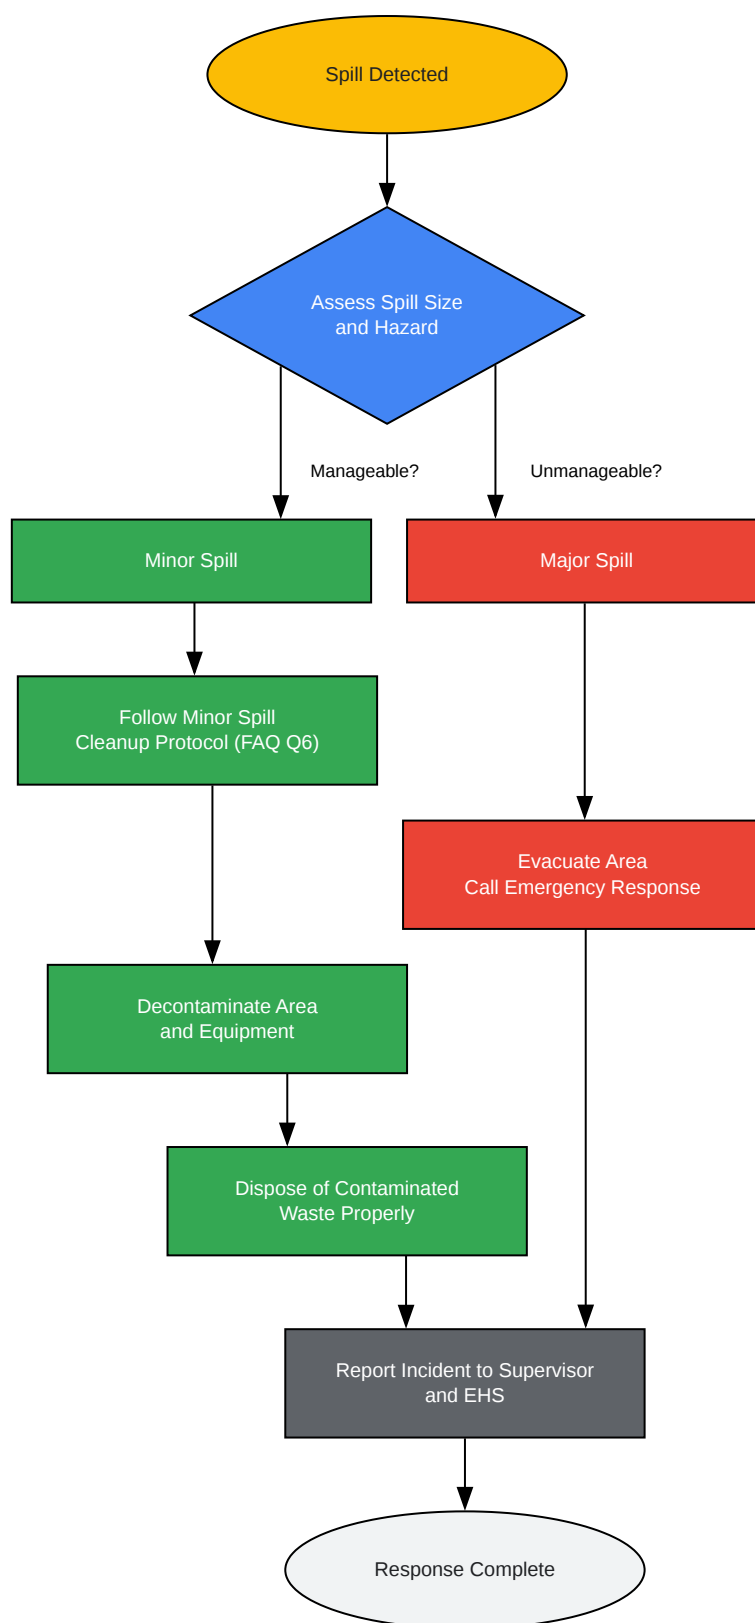 Spill Detected
Assess Spill Size
and Hazard
Manageable?
Unmanageable?
Minor Spill
Major Spill
Follow Minor Spill
Cleanup Protocol (FAQ Q6)
Evacuate Area
Call Emergency Response
Decontaminate Area
and Equipment
Dispose of Contaminated
Waste Properly
Report Incident to Supervisor
and EHS
Response Complete